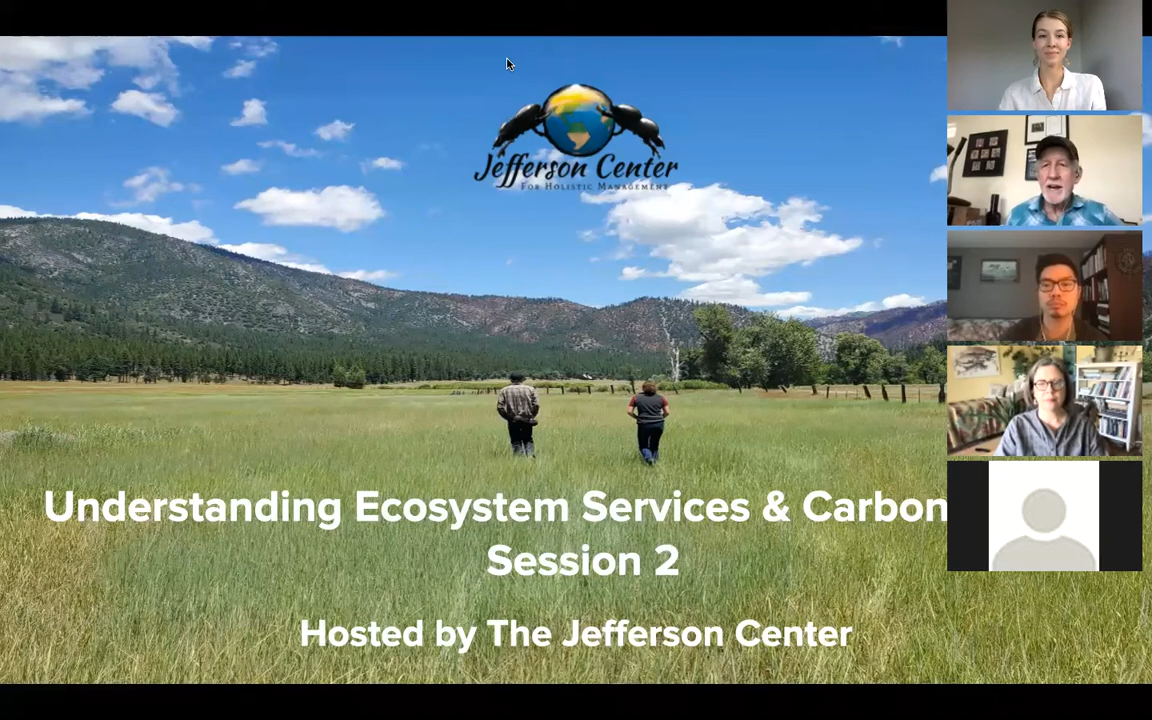 Jefferson Center
FOR HOLISTIC MANAGEMENT
Understanding Ecosystem Services & Carbon
Session 2
Hosted by The Jefferson Center